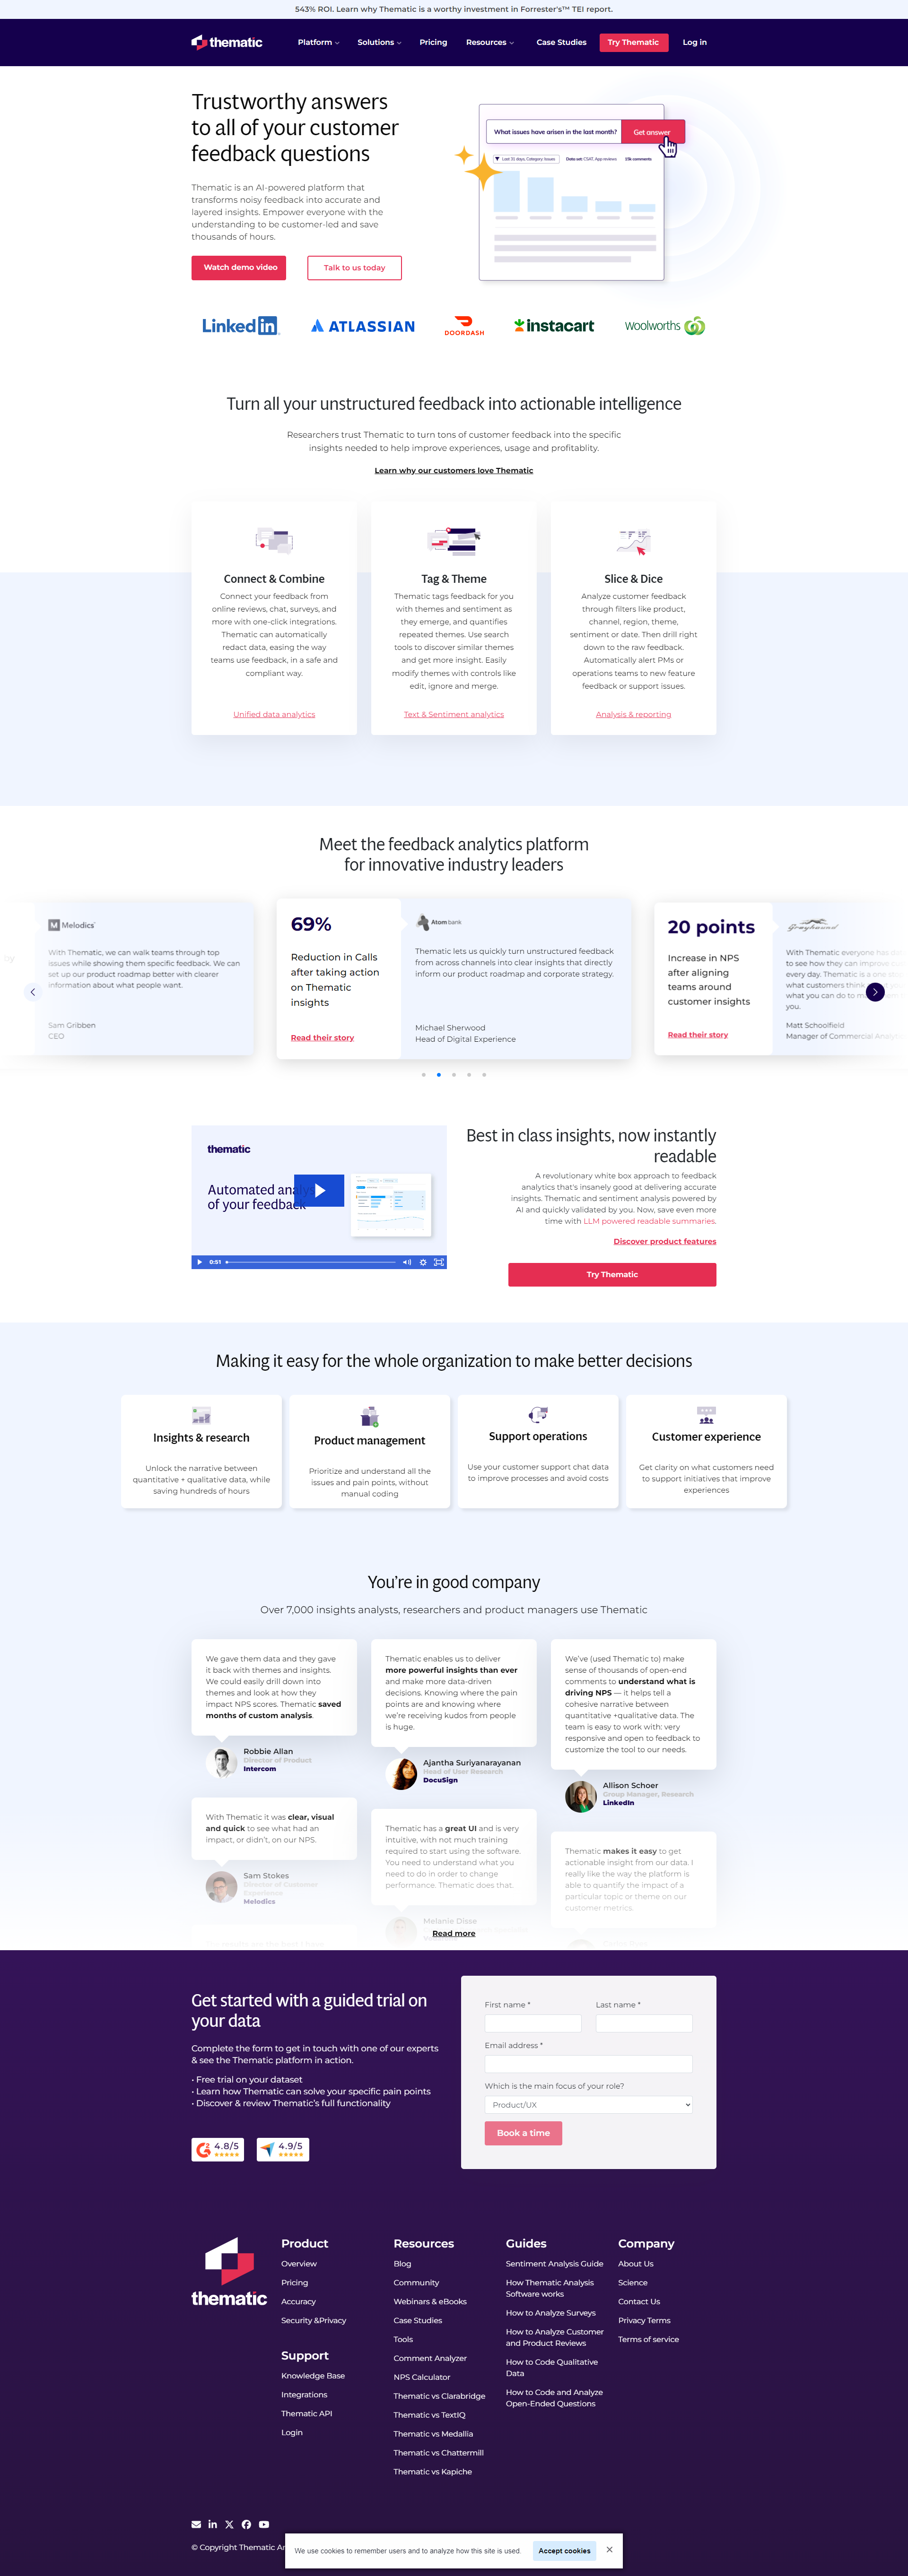 543% ROI. Learn why Thematic is a worthy investment in Forrester's™ TEI report.
thematic
Platform
Solutions
Pricing
Resources
Case Studies
Try Thematic
Log in
Trustworthy answers
to all of your customer
feedback questions
Thematic is an AI-powered platform that
transforms noisy feedback into accurate and
layered insights. Empower everyone with the
understanding to be customer-led and save
thousands of hours.
Watch demo video
Talk to us today
What issues have arisen in the last month?
Get answer
Last 31 days, Category: Issues
Data set: CSAT, App reviews
LinkedIn
ATLASSIAN
DOORDASH
instacart
Woolworths
Turn all your unstructured feedback into actionable intelligence
Researchers trust Thematic to turn tons of customer feedback into the specific
insights needed to help improve experiences, usage and profitablity.
Learn why our customers love Thematic
Connect & Combine
Connect your feedback from
online reviews, chat, surveys, and
more with one-click integrations.
Thematic can automatically
redact data, easing the way
teams use feedback, in a safe and
compliant way.
Unified data analytics
Tag & Theme
Thematic tags feedback for you
with themes and sentiment as
they emerge, and quantifies
repeated themes. Use search
tools to discover similar themes
and get more insight. Easily
modify themes with controls like
edit, ignore and merge.
Text & Sentiment analytics
Slice & Dice
Analyze customer feedback
through filters like product,
channel, region, theme,
sentiment or date. Then drill right
down to the raw feedback.
Automatically alert PMs or
operations teams to new feature
feedback or support issues.
Analysis & reporting
Meet the feedback analytics platform
for innovative industry leaders
by
Melodics
With Thematic, we can walk teams through top
issues while showing them specific feedback. We can
set up our product roadmap better with clearer
information about what people want.
Sam Gribben
CEO
69%
Reduction in Calls
after taking action
on Thematic
insights
Read their story
Atom bank
Thematic lets us quickly turn unstructured feedback
from across channels into clear insights that directly
inform our product roadmap and corporate strategy.
Michael Sherwood
Head of Digital Experience
20 points
Increase in NPS
after aligning
teams around
customer insights
Read their story
Greyhound
With Thematic everyone has
to see how they can improve
every day. Thematic is a one
what customers think
what you can do to
you.
Matt Schoolfield
Manager of Commercial
thematic
Automated analys
of your feedback
0:51
Best in class insights, now instantly
readable
A revolutionary white box approach to feedback
analytics that's insanely good at delivering accurate
insights. Thematic and sentiment analysis powered by
AI and quickly validated by you. Now, save even more
time with LLM powered readable summaries.
Discover product features
Try Thematic
Making it easy for the whole organization to make better decisions
Insights & research
Unlock the narrative between
quantitative + qualitative data, while
saving hundreds of hours
Product management
Prioritize and understand all the
issues and pain points, without
manual coding
Support operations
Use your customer support chat data
to improve processes and avoid costs
Customer experience
Get clarity on what customers need
to support initiatives that improve
experiences
You're in good company
Over 7,000 insights analysts, researchers and product managers use Thematic
We gave them data and they gave
it back with themes and insights.
We could easily drill down into
themes and look at how they
impact NPS scores. Thematic saved
months of custom analysis.
Robbie Allan
Director of Product
Intercom
With Thematic it was clear, visual
and quick to see what had an
impact, or didn't, on our NPS.
Sam Stokes
Director of Customer
Experience
Melodics
Thematic enables us to deliver
more powerful insights than ever
and make more data-driven
decisions. Knowing where the pain
points are and knowing where
we're receiving kudos from people
is huge.
Ajantha Suriyanarayanan
Head of User Research
DocuSign
Thematic has a great UI and is very
intuitive, with not much training
required to start using the software.
You need to understand what you
need to do in order to change
performance. Thematic does that.
Melanie Disse
Read more
We've (used Thematic to) make
sense of thousands of open-end
comments to understand what is
driving NPS — it helps tell a
cohesive narrative between
quantitative +qualitative data. The
team is easy to work with: very
responsive and open to feedback to
customize the tool to our needs.
Allison Schoer
Group Manager, Research
LinkedIn
Thematic makes it easy to get
actionable insight from our data. I
really like the way the platform is
able to quantify the impact of a
particular topic or theme on our
customer metrics.
Get started with a guided trial on
your data
Complete the form to get in touch with one of our experts
& see the Thematic platform in action.
• Free trial on your dataset
• Learn how Thematic can solve your specific pain points
• Discover & review Thematic's full functionality
4.8/5
4.9/5
First name *
Last name *
Email address *
Which is the main focus of your role?
Product/UX
Book a time
thematic
Product
Overview
Pricing
Accuracy
Security &Privacy
Support
Knowledge Base
Integrations
Thematic API
Login
Resources
Blog
Community
Webinars & eBooks
Case Studies
Tools
Comment Analyzer
NPS Calculator
Thematic vs Clarabridge
Thematic vs TextIQ
Thematic vs Medallia
Thematic vs Chattermill
Thematic vs Kapiche
Guides
Sentiment Analysis Guide
How Thematic Analysis
Software works
How to Analyze Surveys
How to Analyze Customer
and Product Reviews
How to Code Qualitative
Data
How to Code and Analyze
Open-Ended Questions
Company
About Us
Science
Contact Us
Privacy Terms
Terms of service
© Copyright Thematic
We use cookies to remember users and to analyze how this site is used.
Accept cookies